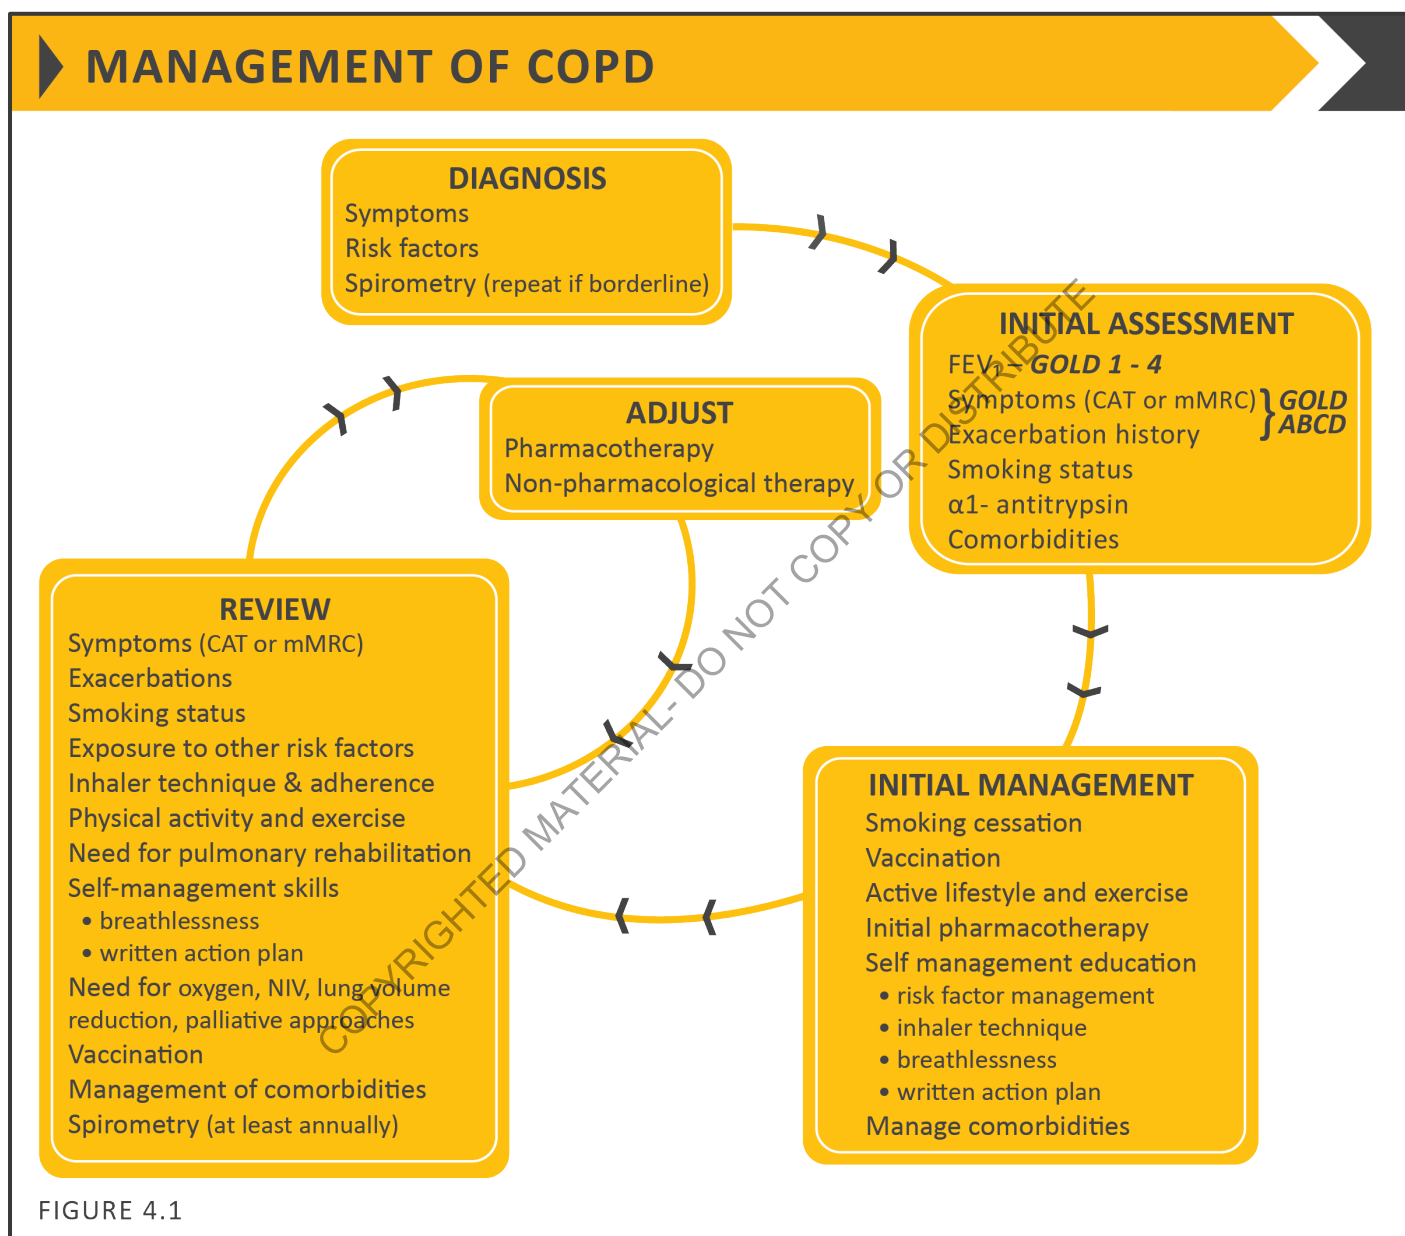 MANAGEMENT OF COPD
DIAGNOSIS
Symptoms
Risk factors
Spirometry (repeat if borderline)
INITIAL ASSESSMENT
FEV₁ – GOLD 1 - 4
Symptoms (CAT or mMRC)
Exacerbation history
} GOLD
ABCD
Smoking status
α1- antitrypsin
Comorbidities
ADJUST
Pharmacotherapy
Non-pharmacological therapy
REVIEW
Symptoms (CAT or mMRC)
Exacerbations
Smoking status
Exposure to other risk factors
Inhaler technique & adherence
Physical activity and exercise
Need for pulmonary rehabilitation
Self-management skills
• breathlessness
• written action plan
Need for oxygen, NIV, lung volume
reduction, palliative approaches
Vaccination
Management of comorbidities
Spirometry (at least annually)
INITIAL MANAGEMENT
Smoking cessation
Vaccination
Active lifestyle and exercise
Initial pharmacotherapy
Self management education
• risk factor management
• inhaler technique
• breathlessness
• written action plan
Manage comorbidities
COPYRIGHTED MATERIAL- DO NOT COPY OR DISTRIBUTE
FIGURE 4.1